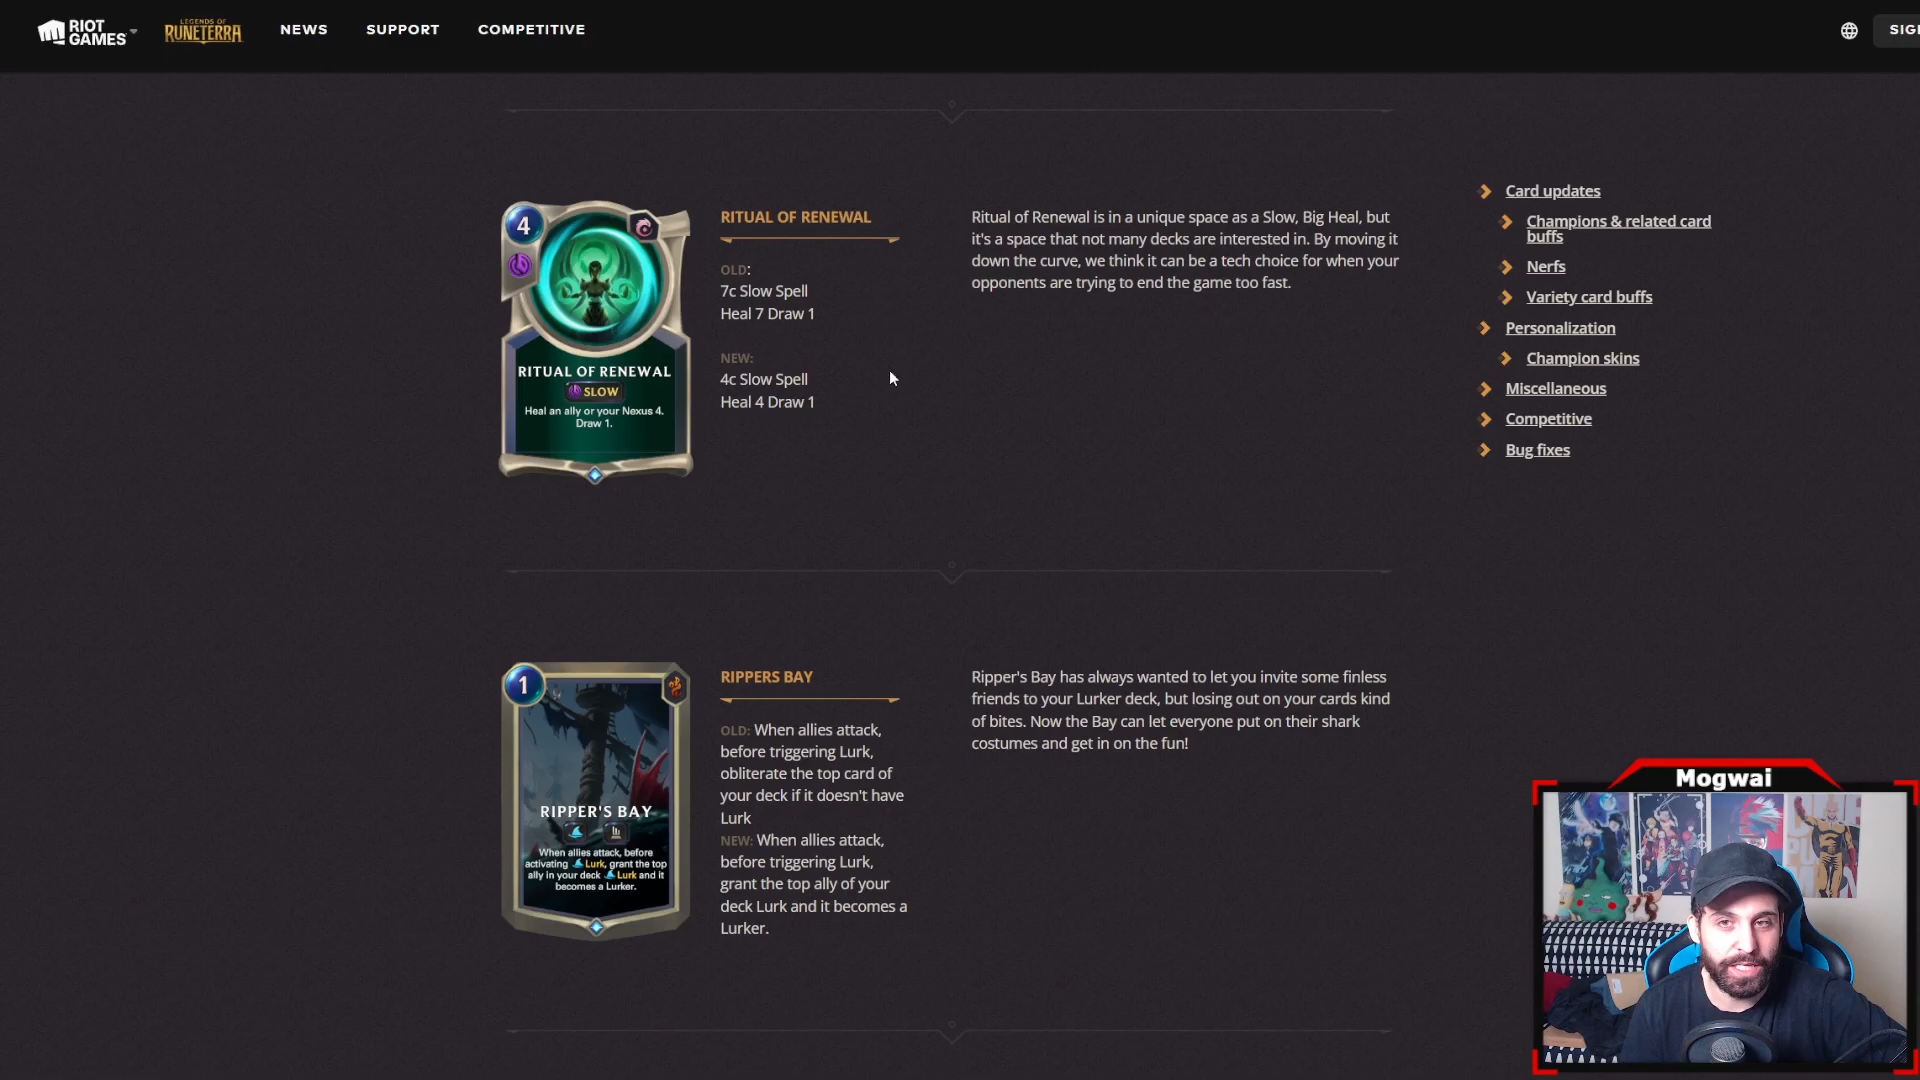 RIOT GAMES
LEGENDS OF RUNETERRA
NEWS
SUPPORT
COMPETITIVE
4
RITUAL OF RENEWAL
SLOW
Heal an ally or your Nexus 4.
Draw 1.
RITUAL OF RENEWAL
OLD:
7c Slow Spell
Heal 7 Draw 1
NEW:
4c Slow Spell
Heal 4 Draw 1
Ritual of Renewal is in a unique space as a Slow, Big Heal, but
it's a space that not many decks are interested in. By moving it
down the curve, we think it can be a tech choice for when your
opponents are trying to end the game too fast.
Card updates
Champions & related card
buffs
Nerfs
Variety card buffs
Personalization
Champion skins
Miscellaneous
Competitive
Bug fixes
1
RIPPER'S BAY
When allies attack, before
activating Lurk, grant the top
ally in your deck Lurk and it
becomes a Lurker.
RIPPERS BAY
OLD: When allies attack,
before triggering Lurk,
obliterate the top card of
your deck if it doesn't have
Lurk
NEW: When allies attack,
before triggering Lurk,
grant the top ally of your
deck Lurk and it becomes a
Lurker.
Ripper's Bay has always wanted to let you invite some finless
friends to your Lurker deck, but losing out on your cards kind
of bites. Now the Bay can let everyone put on their shark
costumes and get in on the fun!
Mogwai